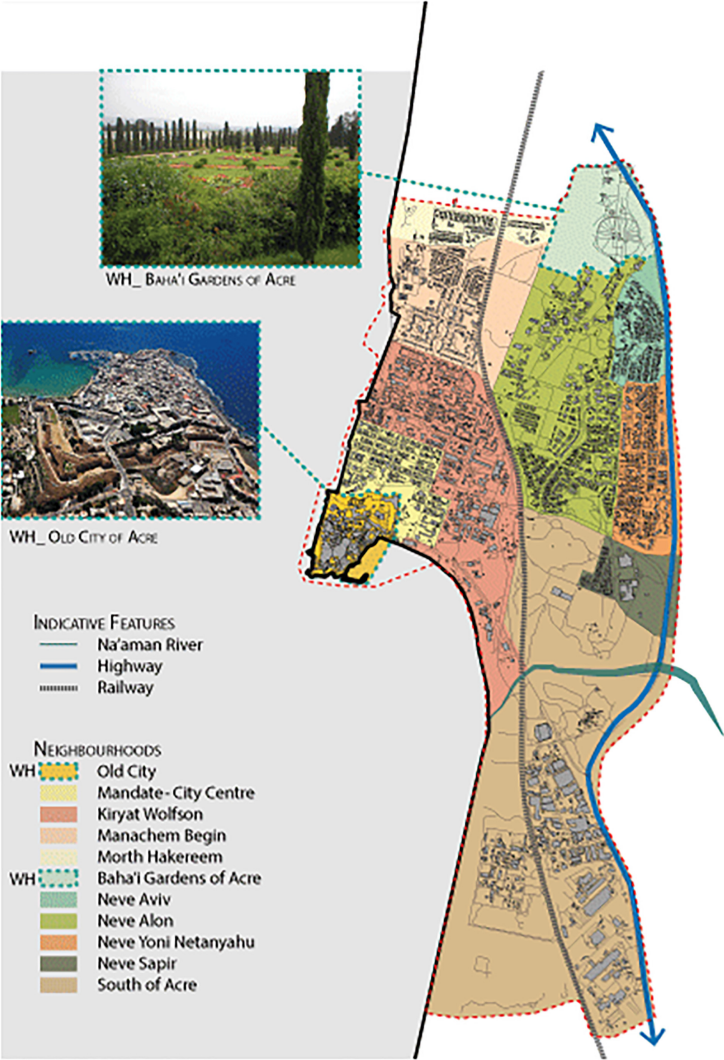 WH_ BAHA'I GARDENS OF ACRE
WH_ OLD CITY OF ACRE
INDICATIVE FEATURES
Na'aman River
Highway
Railway
NEIGHBOURHOODS
WH Old City
Mandate- City Centre
Kiryat Wolfson
Manachem Begin
Morth Hakereem
WH Baha'i Gardens of Acre
Neve Aviv
Neve Alon
Neve Yoni Netanyahu
Neve Sapir
South of Acre